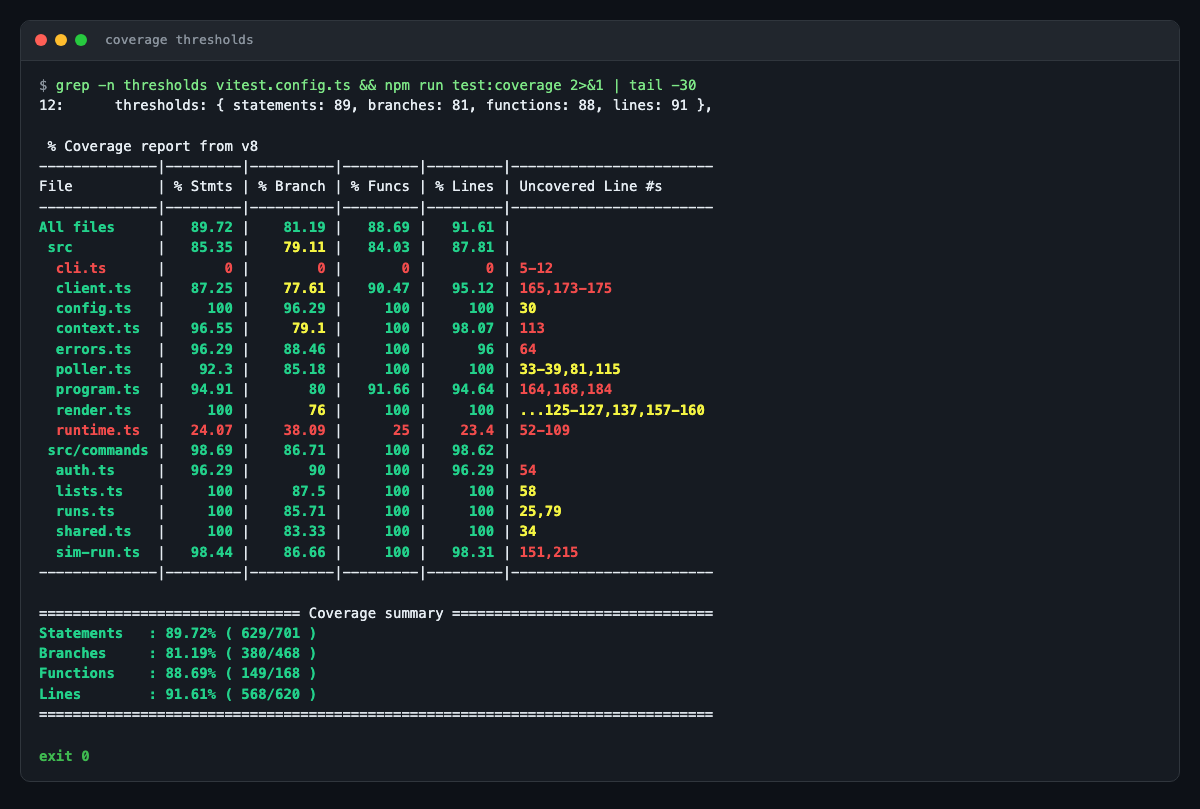 coverage thresholds
$ grep -n thresholds vitest.config.ts && npm run test:coverage 2>&1 | tail -30
12:      thresholds: { statements: 89, branches: 81, functions: 88, lines: 91 },
 % Coverage report from v8
--------------|---------|----------|---------|---------|------------------------
File          | % Stmts | % Branch | % Funcs | % Lines | Uncovered Line #s
--------------|---------|----------|---------|---------|------------------------
All files     |   89.72 |    81.19 |   88.69 |   91.61 |
 src          |   85.35 |    79.11 |   84.03 |   87.81 |
  cli.ts      |       0 |        0 |       0 |       0 | 5-12
  client.ts   |   87.25 |    77.61 |   90.47 |   95.12 | 165,173-175
  config.ts   |     100 |    96.29 |     100 |     100 | 30
  context.ts  |   96.55 |     79.1 |     100 |   98.07 | 113
  errors.ts   |   96.29 |    88.46 |     100 |      96 | 64
  poller.ts   |    92.3 |    85.18 |     100 |     100 | 33-39,81,115
  program.ts  |   94.91 |       80 |   91.66 |   94.64 | 164,168,184
  render.ts   |     100 |       76 |     100 |     100 | ...125-127,137,157-160
  runtime.ts  |   24.07 |    38.09 |      25 |    23.4 | 52-109
 src/commands |   98.69 |    86.71 |     100 |   98.62 |
  auth.ts     |   96.29 |       90 |     100 |   96.29 | 54
  lists.ts    |     100 |     87.5 |     100 |     100 | 58
  runs.ts     |     100 |    85.71 |     100 |     100 | 25,79
  shared.ts   |     100 |    83.33 |     100 |     100 | 34
  sim-run.ts  |   98.44 |    86.66 |     100 |   98.31 | 151,215
--------------|---------|----------|---------|---------|------------------------
=============================== Coverage summary ===============================
Statements   : 89.72% ( 629/701 )
Branches     : 81.19% ( 380/468 )
Functions    : 88.69% ( 149/168 )
Lines        : 91.61% ( 568/620 )
================================================================================
exit 0